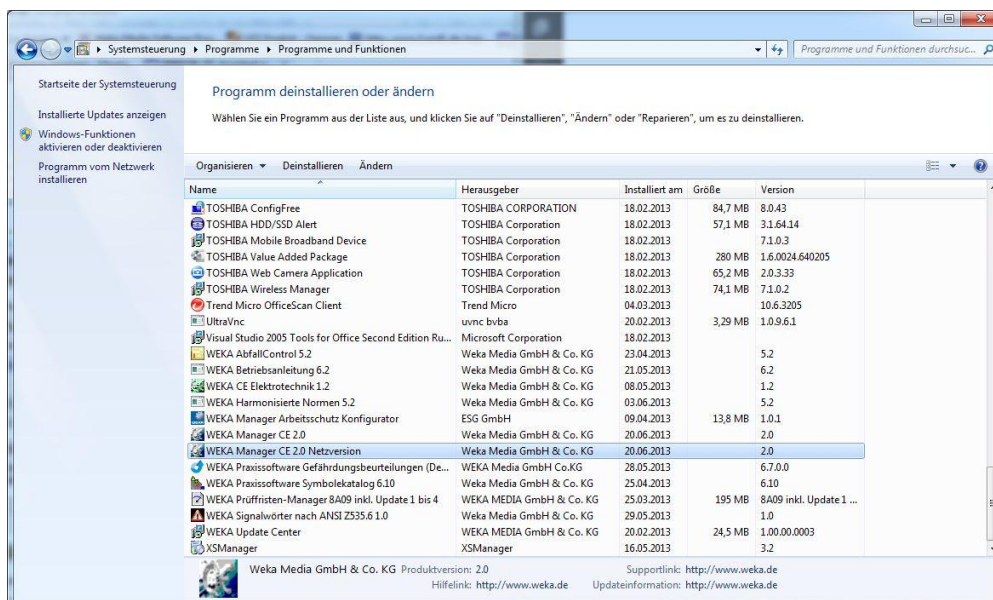 Systemsteuerung Programme Programme und Funktionen
Programme und Funktionen durchsuc...
Startseite der Systemsteuerung
Installierte Updates anzeigen
Windows-Funktionen
aktivieren oder deaktivieren
Programm vom Netzwerk
installieren
Programm deinstallieren oder ändern
Wählen Sie ein Programm aus der Liste aus, und klicken Sie auf "Deinstallieren", "Ändern" oder "Reparieren", um es zu deinstallieren.
Organisieren Deinstallieren Ändern
Name Herausgeber Installiert am Größe Version
TOSHIBA ConfigFree TOSHIBA CORPORATION 18.02.2013 84,7 MB 8.0.43
TOSHIBA HDD/SSD Alert TOSHIBA Corporation 18.02.2013 57,1 MB 3.1.64.14
TOSHIBA Mobile Broadband Device TOSHIBA Corporation 18.02.2013 7.1.0.3
TOSHIBA Value Added Package TOSHIBA Corporation 18.02.2013 280 MB 1.6.0024.640205
TOSHIBA Web Camera Application TOSHIBA Corporation 18.02.2013 65,2 MB 2.0.3.33
TOSHIBA Wireless Manager TOSHIBA Corporation 18.02.2013 74,1 MB 7.1.0.2
Trend Micro OfficeScan Client Trend Micro 04.03.2013 10.6.3205
UltraVnc uvnc bvba 20.02.2013 3,29 MB 1.0.9.6.1
Visual Studio 2005 Tools for Office Second Edition Ru... Microsoft Corporation 18.02.2013
WEKA AbfallControl 5.2 Weka Media GmbH & Co. KG 23.04.2013 5.2
WEKA Betriebsanleitung 6.2 Weka Media GmbH & Co. KG 21.05.2013 6.2
WEKA CE Elektrotechnik 1.2 Weka Media GmbH & Co. KG 08.05.2013 1.2
WEKA Harmonisierte Normen 5.2 Weka Media GmbH & Co. KG 03.06.2013 5.2
WEKA Manager Arbeitsschutz Konfigurator ESG GmbH 09.04.2013 13,8 MB 1.0.1
WEKA Manager CE 2.0 Weka Media GmbH & Co. KG 20.06.2013 2.0
WEKA Manager CE 2.0 Netzversion Weka Media GmbH & Co. KG 20.06.2013 2.0
WEKA Praxissoftware Gefährdungsbeurteilungen (De... WEKA Media GmbH Co.KG 28.05.2013 6.7.0.0
WEKA Praxissoftware Symbolekatalog 6.10 Weka Media GmbH & Co. KG 25.04.2013 6.10
WEKA Prüffristen-Manager 8A09 inkl. Update 1 bis 4 WEKA MEDIA GmbH & Co. KG 25.03.2013 195 MB 8A09 inkl. Update 1 ...
WEKA Signalwörter nach ANSI Z535.6 1.0 Weka Media GmbH & Co. KG 29.05.2013 1.0
WEKA Update Center WEKA MEDIA GmbH & Co. KG 20.02.2013 24,5 MB 1.00.00.0003
XSManager XSManager 16.05.2013 3.2
Weka Media GmbH & Co. KG Produktversion: 2.0 Supportlink: http://www.weka.de
Hilfelink: http://www.weka.de Updateinformation: http://www.weka.de